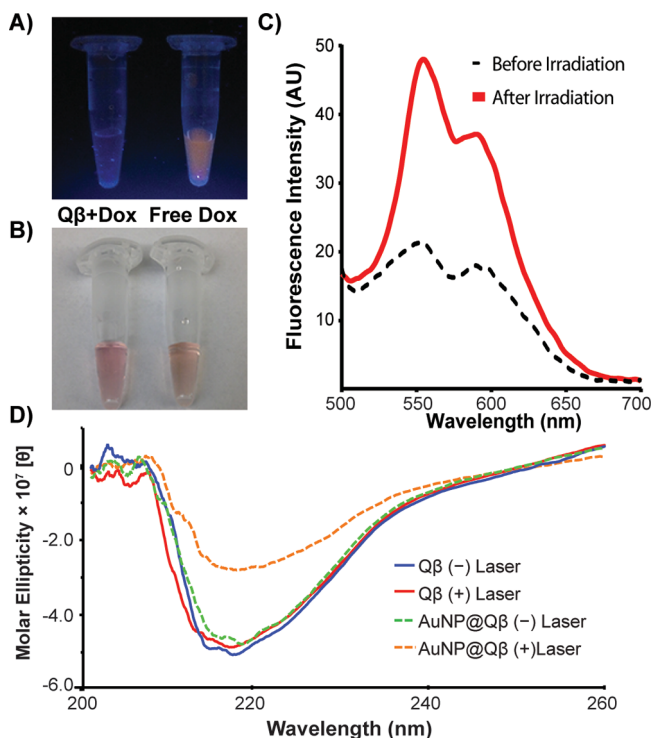 A)
Qβ+Dox Free Dox
B)
C)
50
40
30
20
10
500 550 600 650 700
Fluorescence Intensity (AU)
Wavelength (nm)
Before Irradiation
After Irradiation
D)
0
-2.0
-4.0
-6.0
200 220 240 260
Molar Ellipticity × 10⁷ [θ]
Wavelength (nm)
Qβ (−) Laser
Qβ (+) Laser
AuNP@Qβ (−) Laser
AuNP@Qβ (+)Laser